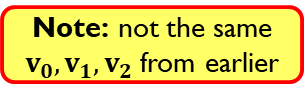 Note: not the same
v₀, v₁, v₂ from earlier